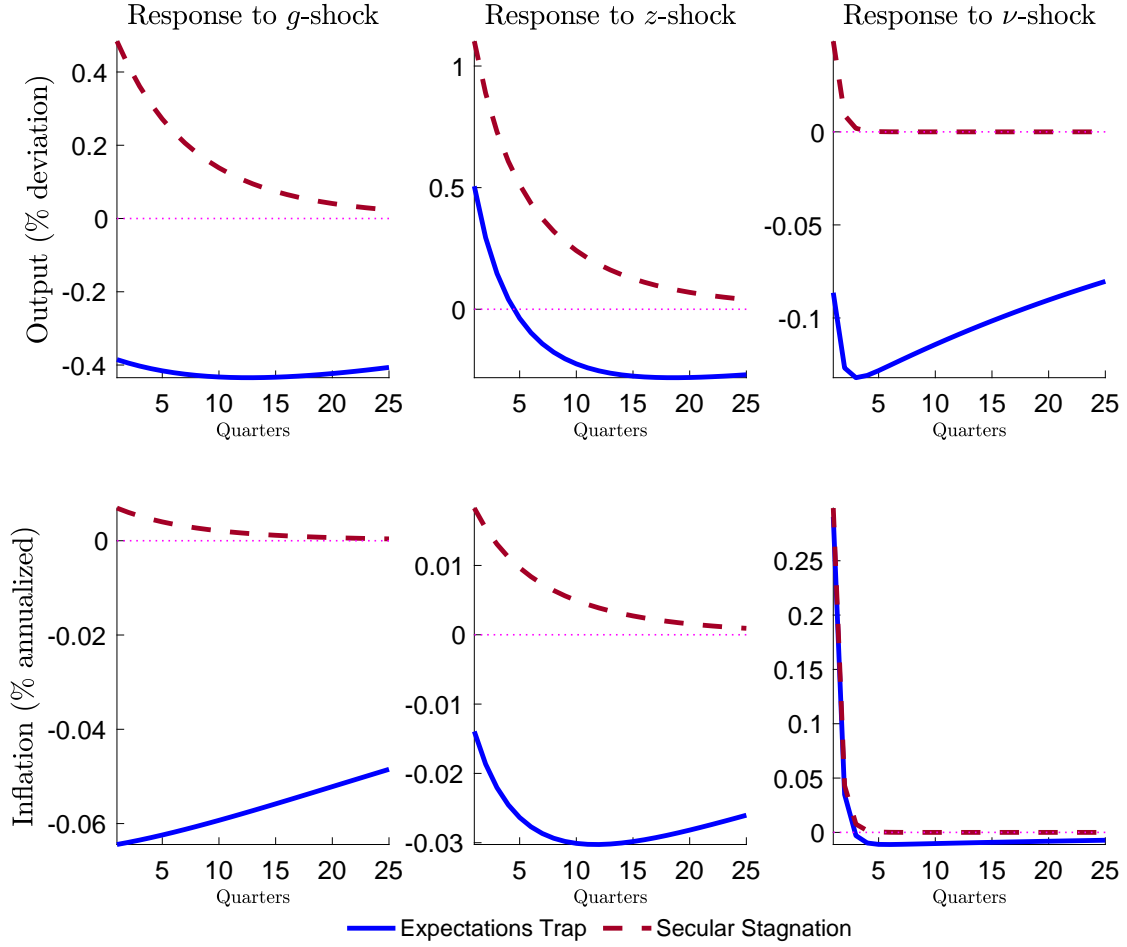 Response to g-shock
Response to z-shock
Response to ν-shock
Output (% deviation)
0.4
0.2
0
-0.2
-0.4
5 10 15 20 25
Quarters
1
0.5
0
5 10 15 20 25
Quarters
0
-0.05
-0.1
5 10 15 20 25
Quarters
Inflation (% annualized)
0
-0.02
-0.04
-0.06
5 10 15 20 25
Quarters
0.01
0
-0.01
-0.02
-0.03
5 10 15 20 25
Quarters
0.25
0.2
0.15
0.1
0.05
0
5 10 15 20 25
Quarters
Expectations Trap
Secular Stagnation